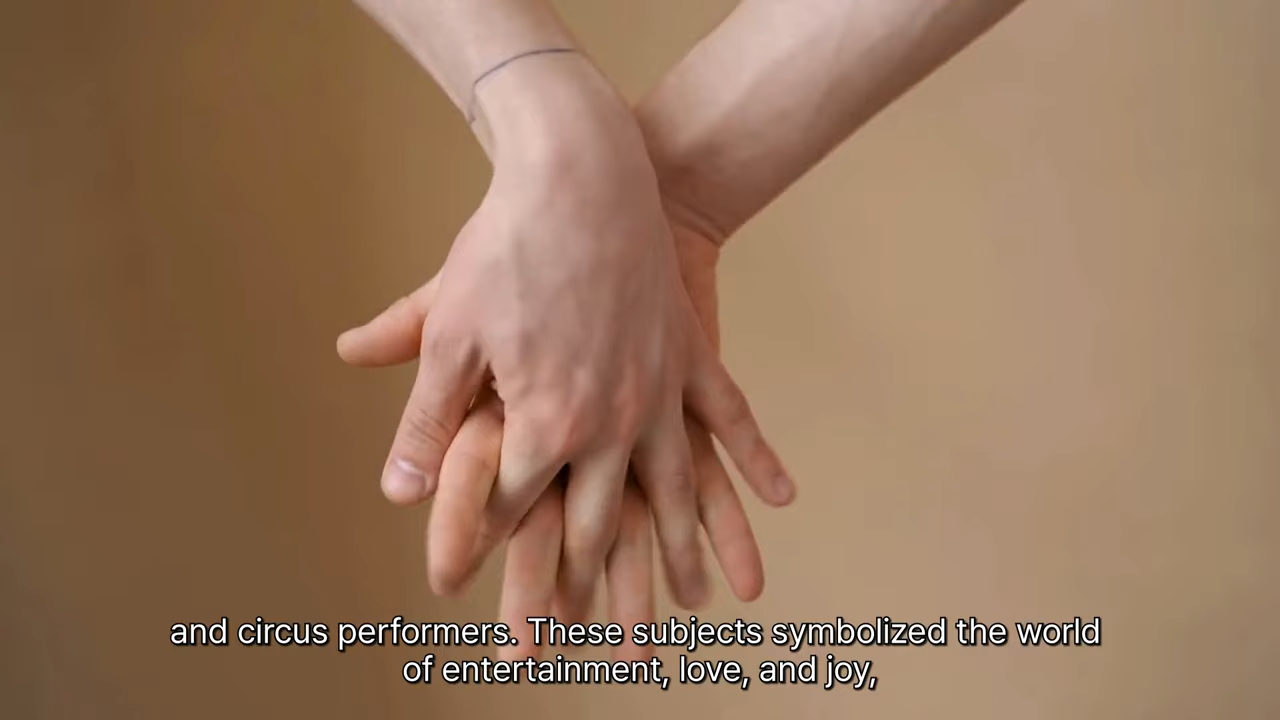 and circus performers. These subjects symbolized the world
of entertainment, love, and joy,